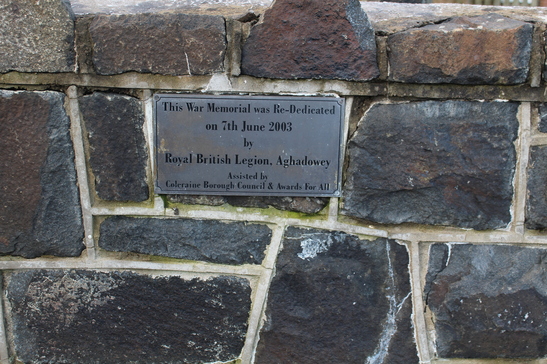 This War Memorial was Re-Dedicated
on 7th June 2003
by
Royal British Legion, Aghadowey
Assisted by
Coleraine Borough Council & Awards For All